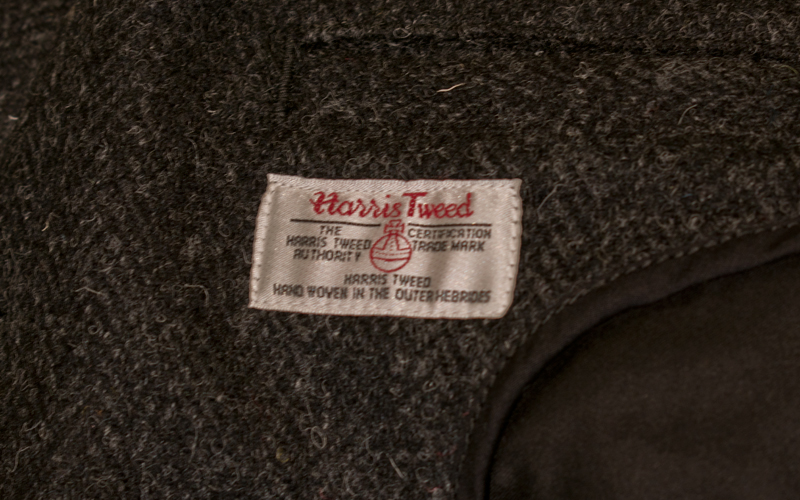 Harris Tweed
THE CERTIFICATION
HARRIS TWEED TRADE MARK
AUTHORITY
HARRIS TWEED
HAND WOVEN IN THE OUTER HEBRIDES